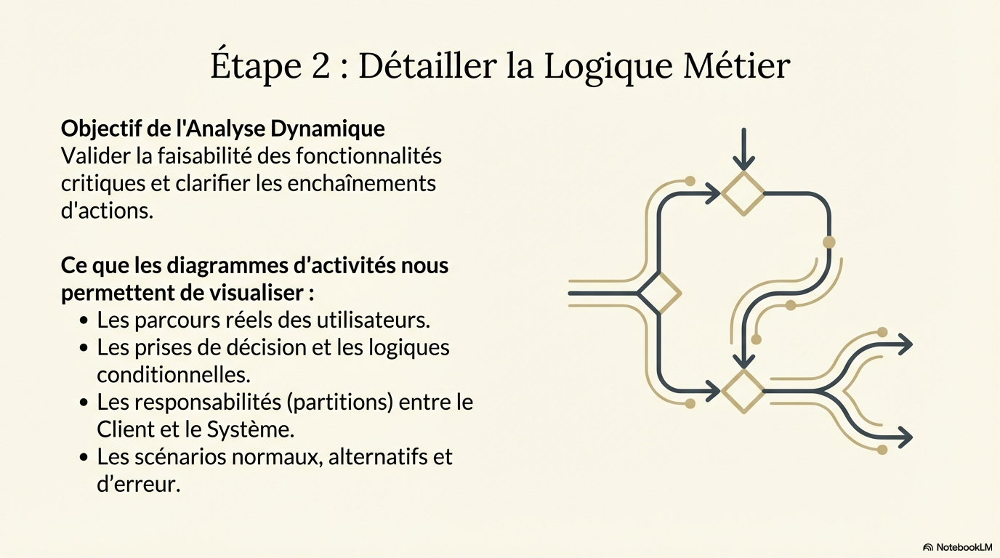 Étape 2 : Détailler la Logique Métier
Objectif de l'Analyse Dynamique
Valider la faisabilité des fonctionnalités
critiques et clarifier les enchaînements
d'actions.
Ce que les diagrammes d’activités nous
permettent de visualiser :
• Les parcours réels des utilisateurs.
• Les prises de décision et les logiques
conditionnelles.
• Les responsabilités (partitions) entre le
Client et le Système.
• Les scénarios normaux, alternatifs et
d’erreur.
NotebookLM